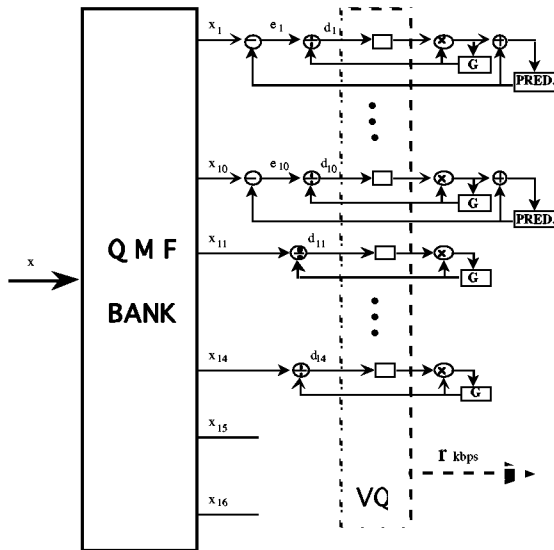 x1 e1 d1
G
PRED.
x10 e10 d10
G
PRED.
x11 d11
x
QMF
BANK
G
x14 d14
G
x15
r kbps
VQ
x16